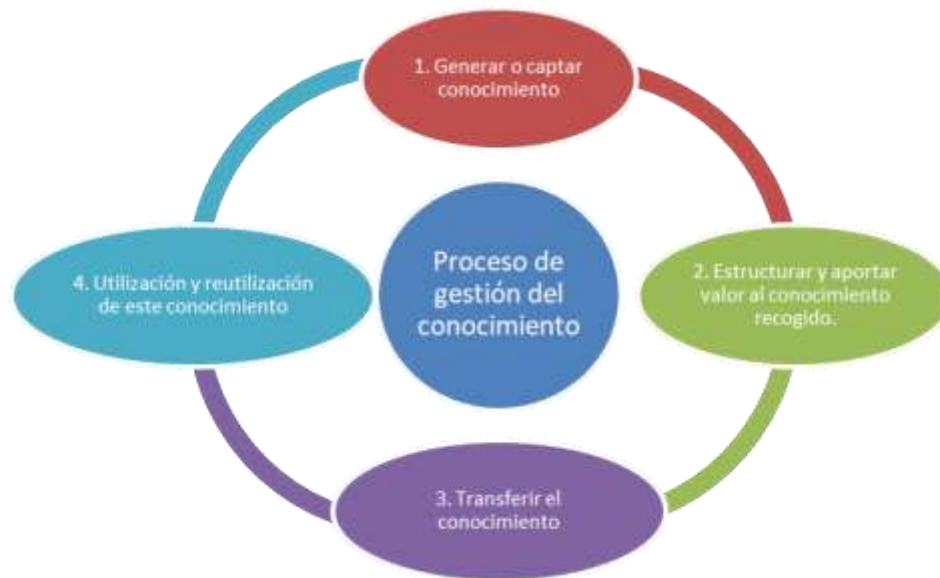 1. Generar o captar
conocimiento
4. Utilización y reutilización
de este conocimiento
Proceso de
gestión del
conocimiento
2. Estructurar y aportar
valor al conocimiento
recogido.
3. Transferir el
conocimiento